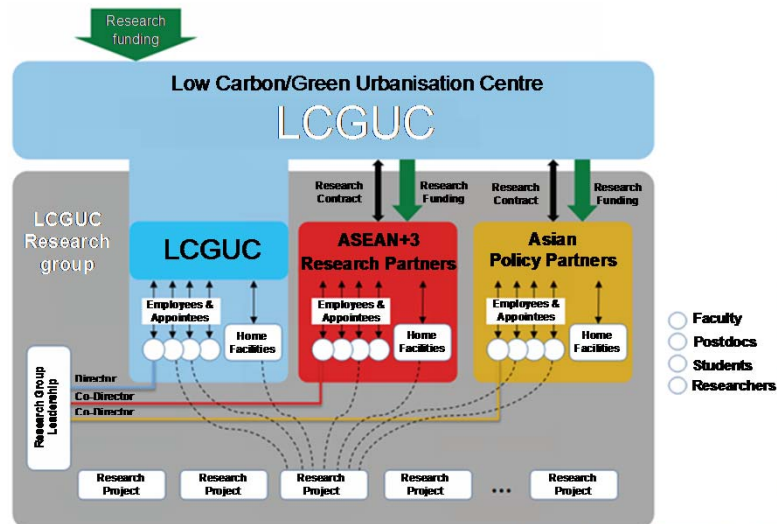 Research
funding
Low Carbon/Green Urbanisation Centre
LCGUC
Research
Contract
Research
Funding
Research
Contract
Research
Funding
LCGUC
Research
group
LCGUC
ASEAN+3
Research Partners
Asian
Policy Partners
Employees &
Appointees
Home
Facilities
Employees &
Appointees
Home
Facilities
Employees &
Appointees
Home
Facilities
Faculty
Postdocs
Students
Researchers
Research Group
Leadership
Director
Co-Director
Co-Director
Research
Project
Research
Project
Research
Project
Research
Project
...
Research
Project